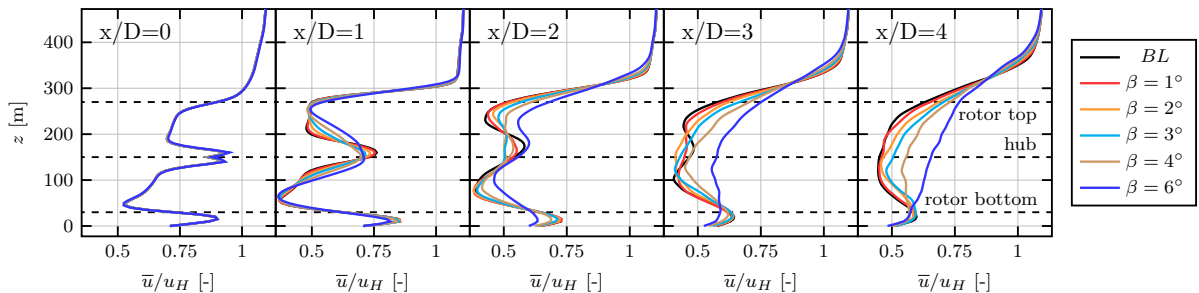 x/D=0 x/D=1 x/D=2 x/D=3 x/D=4
z [m]
400
300
200
100
0
rotor top
hub
rotor bottom
0.5 0.75 1 0.5 0.75 1 0.5 0.75 1 0.5 0.75 1 0.5 0.75 1
u̅/u_H [-] u̅/u_H [-] u̅/u_H [-] u̅/u_H [-] u̅/u_H [-]
BL
β = 1°
β = 2°
β = 3°
β = 4°
β = 6°